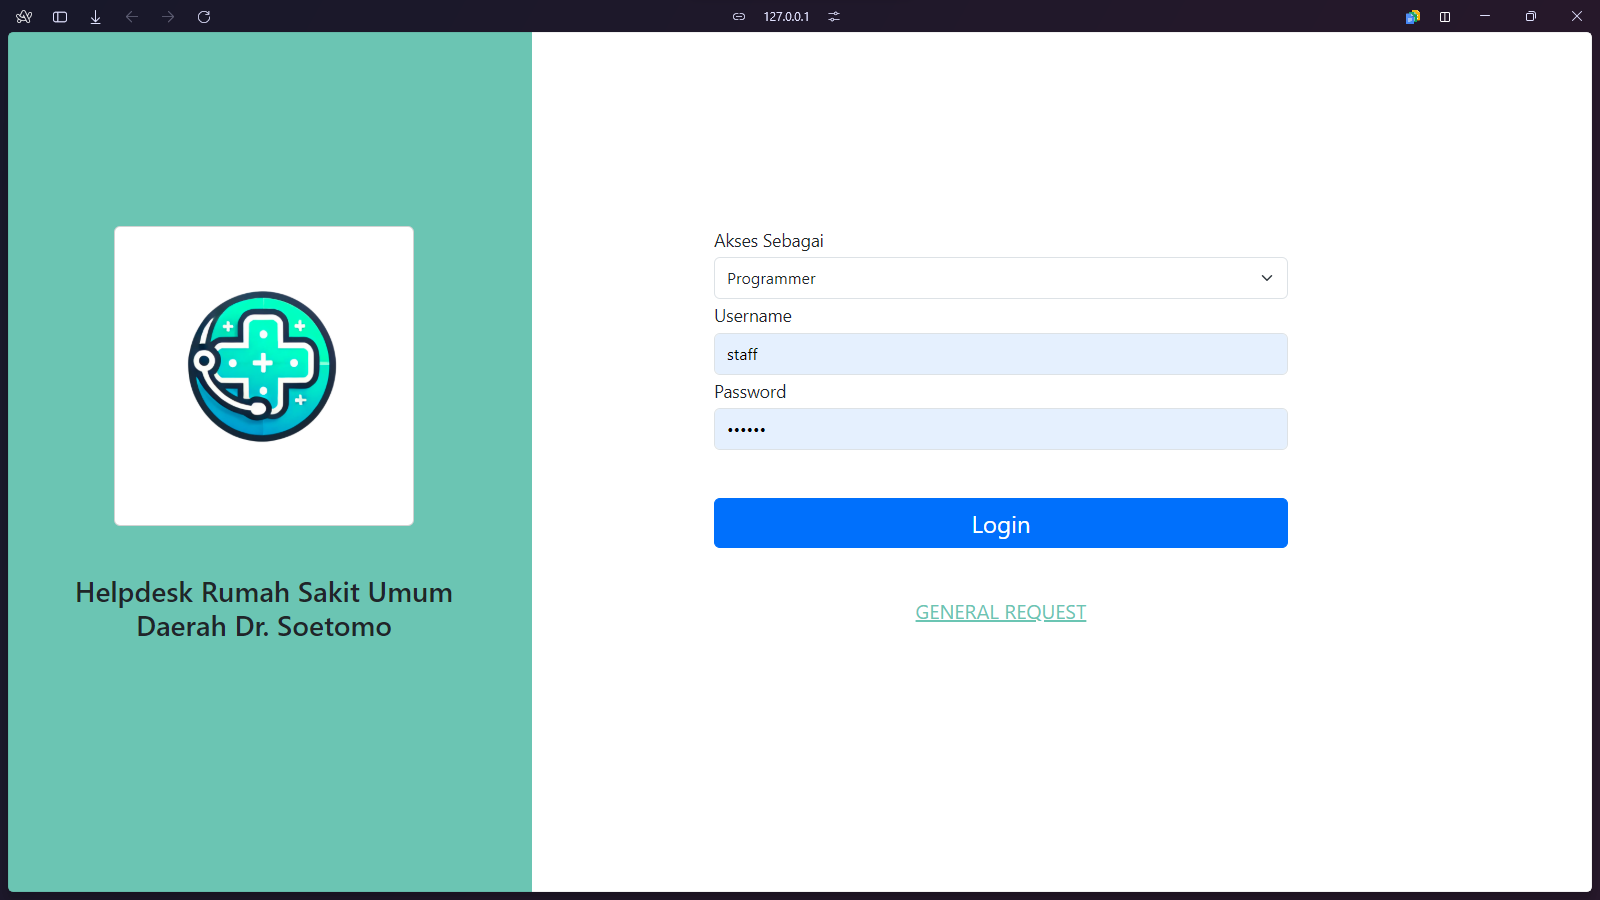 127.0.0.1
Helpdesk Rumah Sakit Umum
Daerah Dr. Soetomo
Akses Sebagai
Programmer
Username
staff
Password
••••••
Login
GENERAL REQUEST